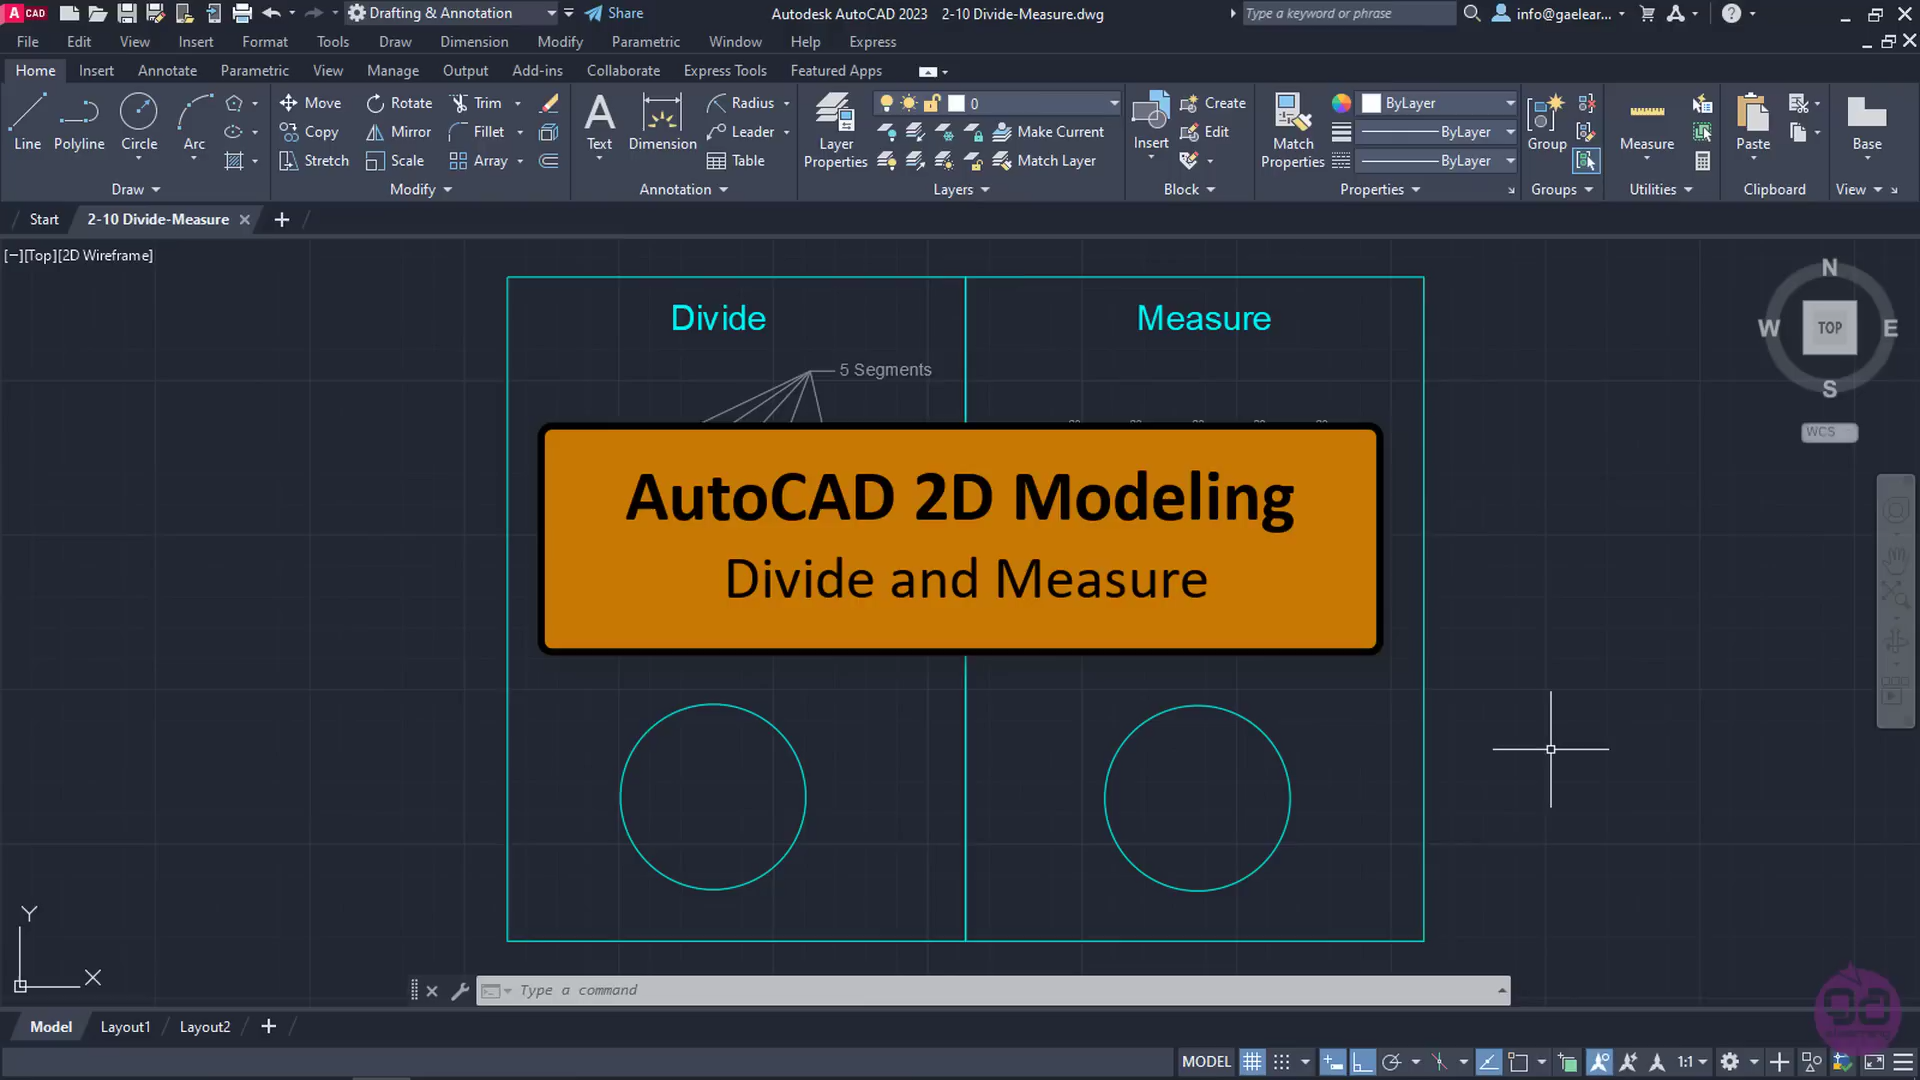 A CAD
Drafting & Annotation
Share
Autodesk AutoCAD 2023 2-10 Divide-Measure.dwg
Type a keyword or phrase
info@gaelear...
File Edit View Insert Format Tools Draw Dimension Modify Parametric Window Help Express
Home Insert Annotate Parametric View Manage Output Add-ins Collaborate Express Tools Featured Apps
Line Polyline Circle Arc
Move Rotate Trim
Copy Mirror Fillet
Stretch Scale Array
Text Dimension
Radius
Leader
Table
Layer Properties
0
Make Current
Match Layer
Insert
Create
Edit
Match Properties
ByLayer
ByLayer
ByLayer
Group Measure Paste Base
Draw Modify Annotation Layers Block Properties Groups Utilities Clipboard View
Start 2-10 Divide-Measure
[−][Top][2D Wireframe]
Divide
Measure
5 Segments
AutoCAD 2D Modeling
Divide and Measure
N
W TOP E
S
WCS
Y
X
Type a command
Model Layout1 Layout2
MODEL 1:1